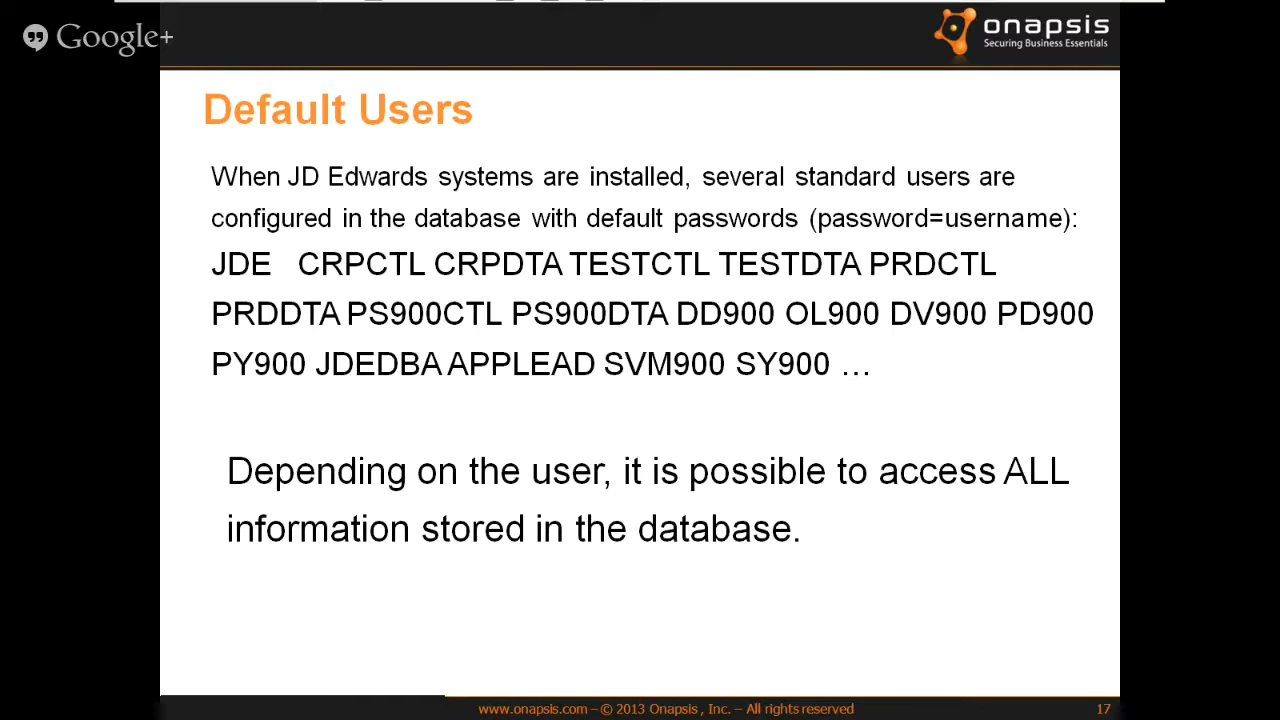 Google+
onapsis
Securing Business Essentials
Default Users
When JD Edwards systems are installed, several standard users are
configured in the database with default passwords (password=username):
JDE CRPCTL CRPDTA TESTCTL TESTDTA PRDCTL
PRDDTA PS900CTL PS900DTA DD900 OL900 DV900 PD900
PY900 JDEDBA APPLEAD SVM900 SY900 …
Depending on the user, it is possible to access ALL
information stored in the database.
www.onapsis.com – © 2013 Onapsis , Inc. – All rights reserved
17